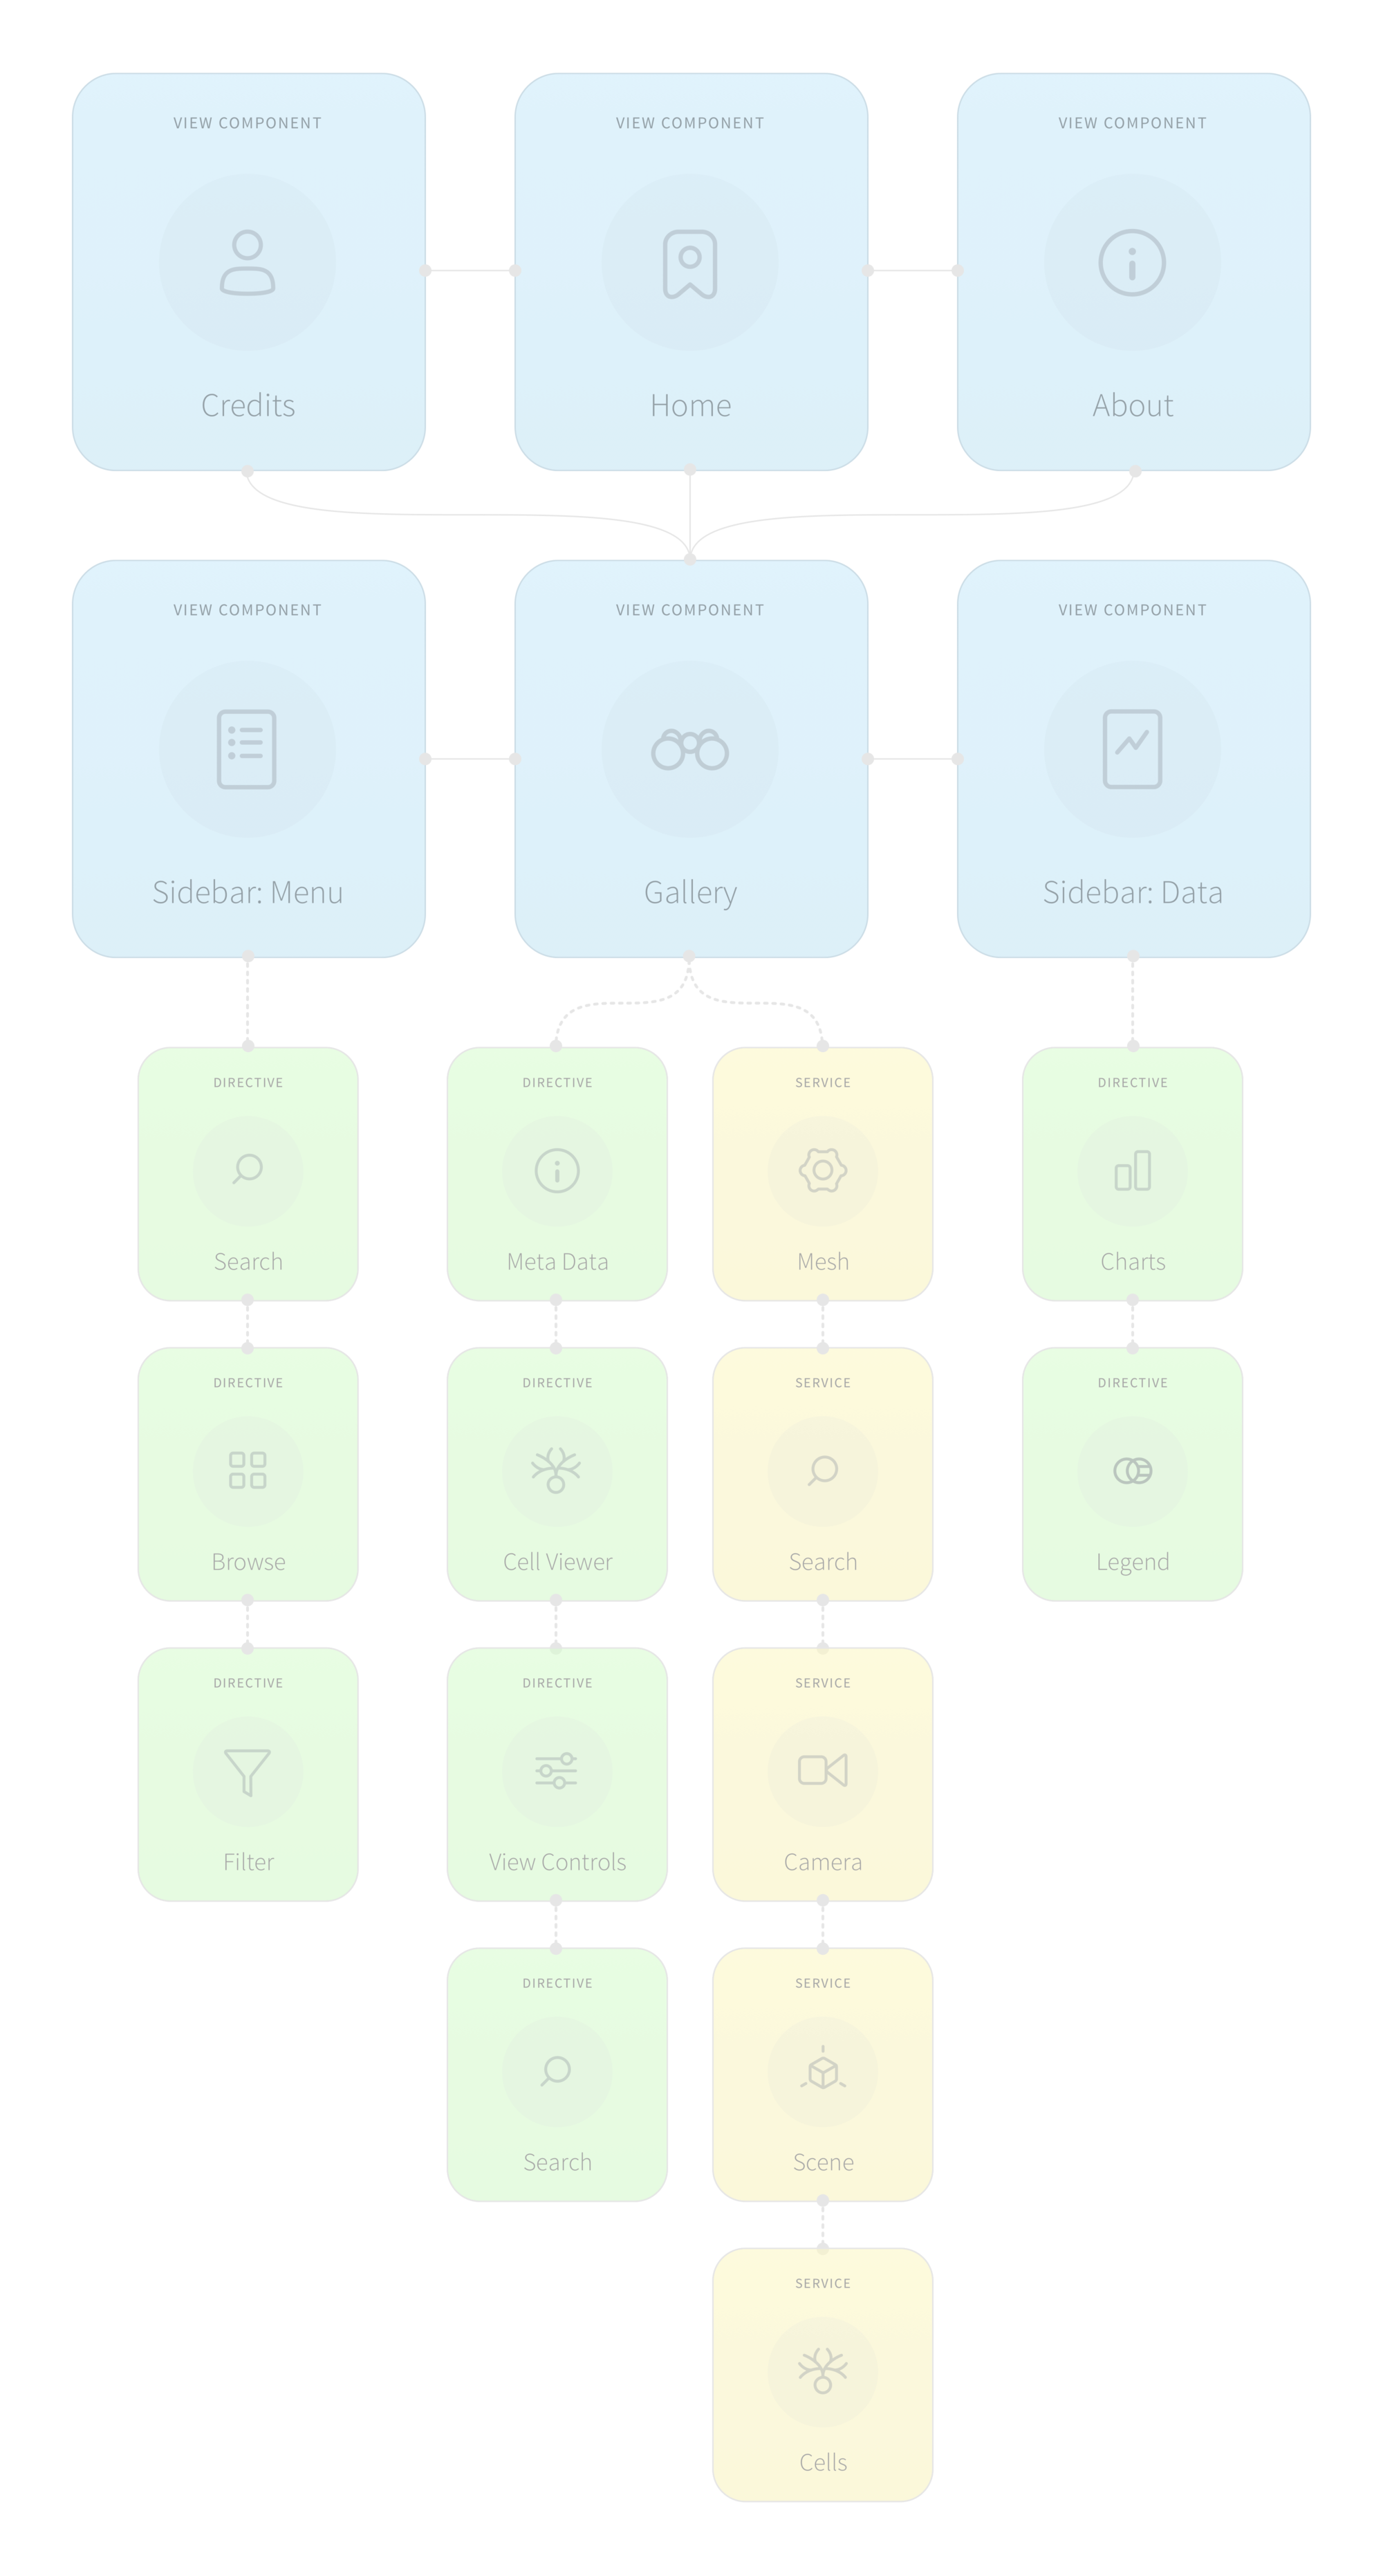 VIEW COMPONENT
Credits
VIEW COMPONENT
Home
VIEW COMPONENT
About
VIEW COMPONENT
Sidebar: Menu
VIEW COMPONENT
Gallery
VIEW COMPONENT
Sidebar: Data
DIRECTIVE
Search
DIRECTIVE
Meta Data
SERVICE
Mesh
DIRECTIVE
Charts
DIRECTIVE
Browse
DIRECTIVE
Cell Viewer
SERVICE
Search
DIRECTIVE
Legend
DIRECTIVE
Filter
DIRECTIVE
View Controls
SERVICE
Camera
DIRECTIVE
Search
SERVICE
Scene
SERVICE
Cells